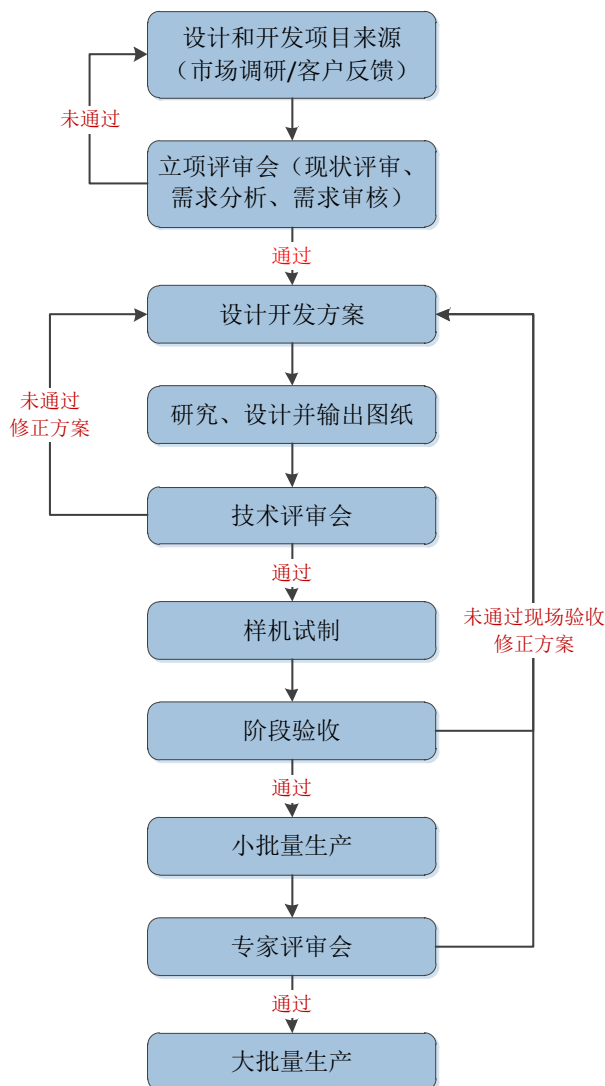 设计和开发项目来源
（市场调研/客户反馈）
未通过
立项评审会（现状评审、
需求分析、需求审核）
通过
设计开发方案
未通过
修正方案
研究、设计并输出图纸
技术评审会
通过
样机试制
未通过现场验收
修正方案
阶段验收
通过
小批量生产
专家评审会
通过
大批量生产